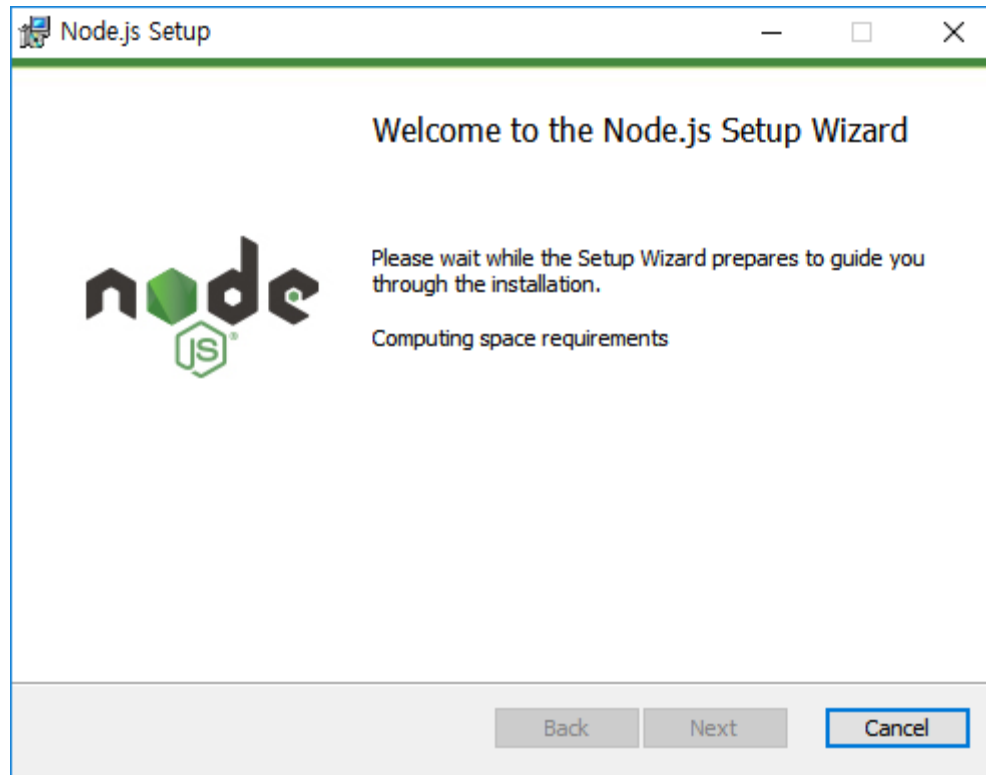 Node.js Setup
Welcome to the Node.js Setup Wizard
Please wait while the Setup Wizard prepares to guide you
through the installation.
Computing space requirements
node
JS
Back
Next
Cancel